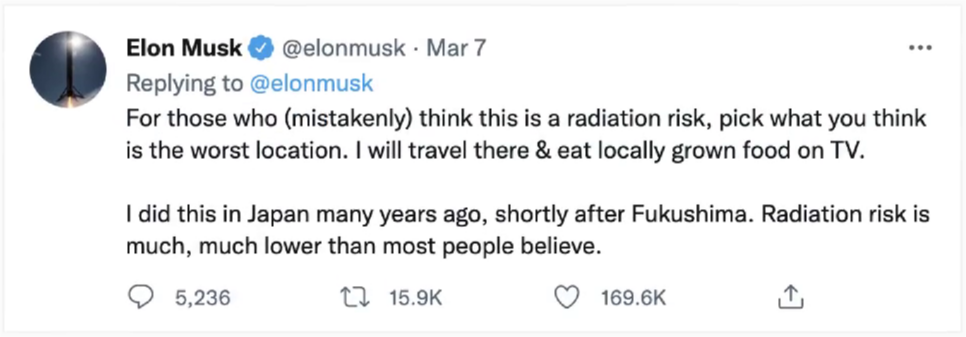 Elon Musk @elonmusk · Mar 7
Replying to @elonmusk
For those who (mistakenly) think this is a radiation risk, pick what you think
is the worst location. I will travel there & eat locally grown food on TV.
I did this in Japan many years ago, shortly after Fukushima. Radiation risk is
much, much lower than most people believe.
5,236 15.9K 169.6K